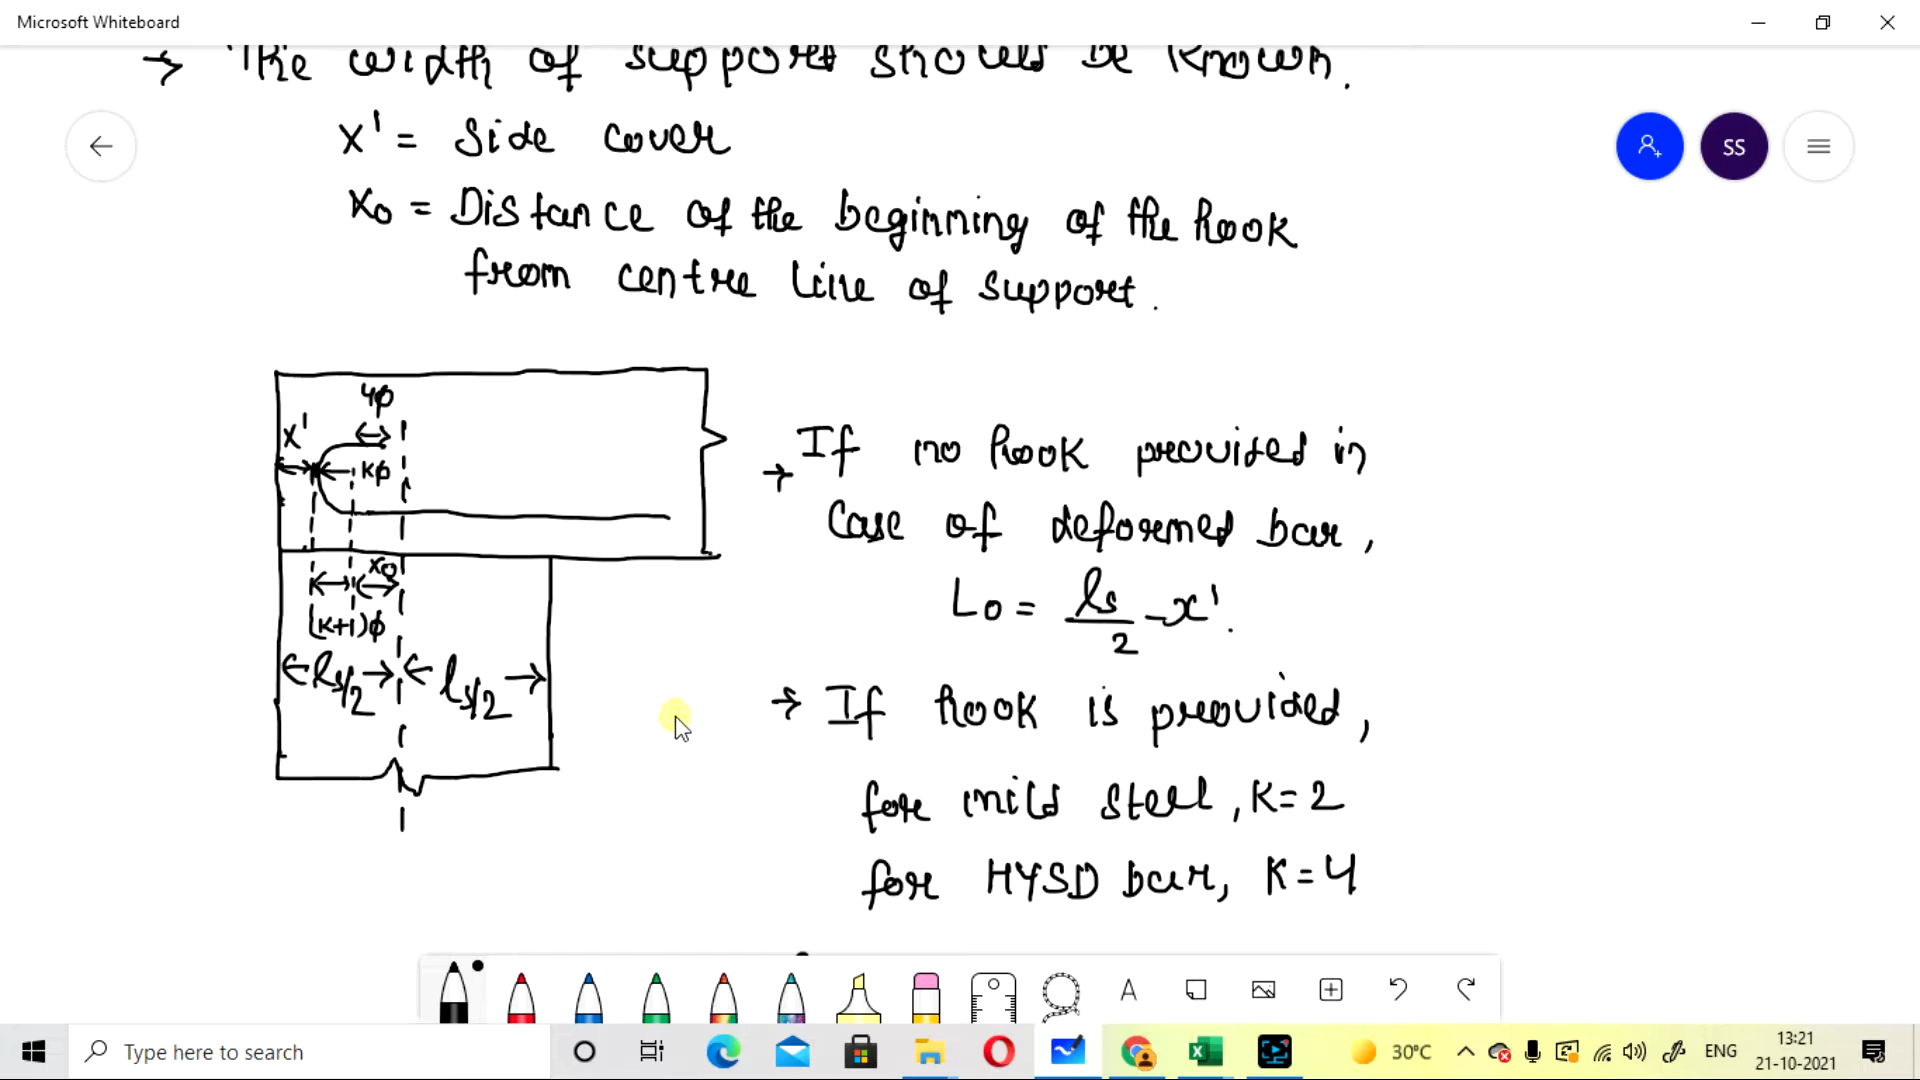 Microsoft Whiteboard
→ The width of support should be known.
x' = Side cover
x₀ = Distance of the beginning of the hook
from centre line of support.
SS
4φ
x'
kφ
x₀
(k+1)φ
ls/2
ls/2
→ If no hook provided in
Case of deformed bar,
L₀ = ls/2 - x'.
→ If hook is provided,
for mild steel, K=2
for HYSD bar, K=4
A
Type here to search
30°C
ENG
13:21
21-10-2021